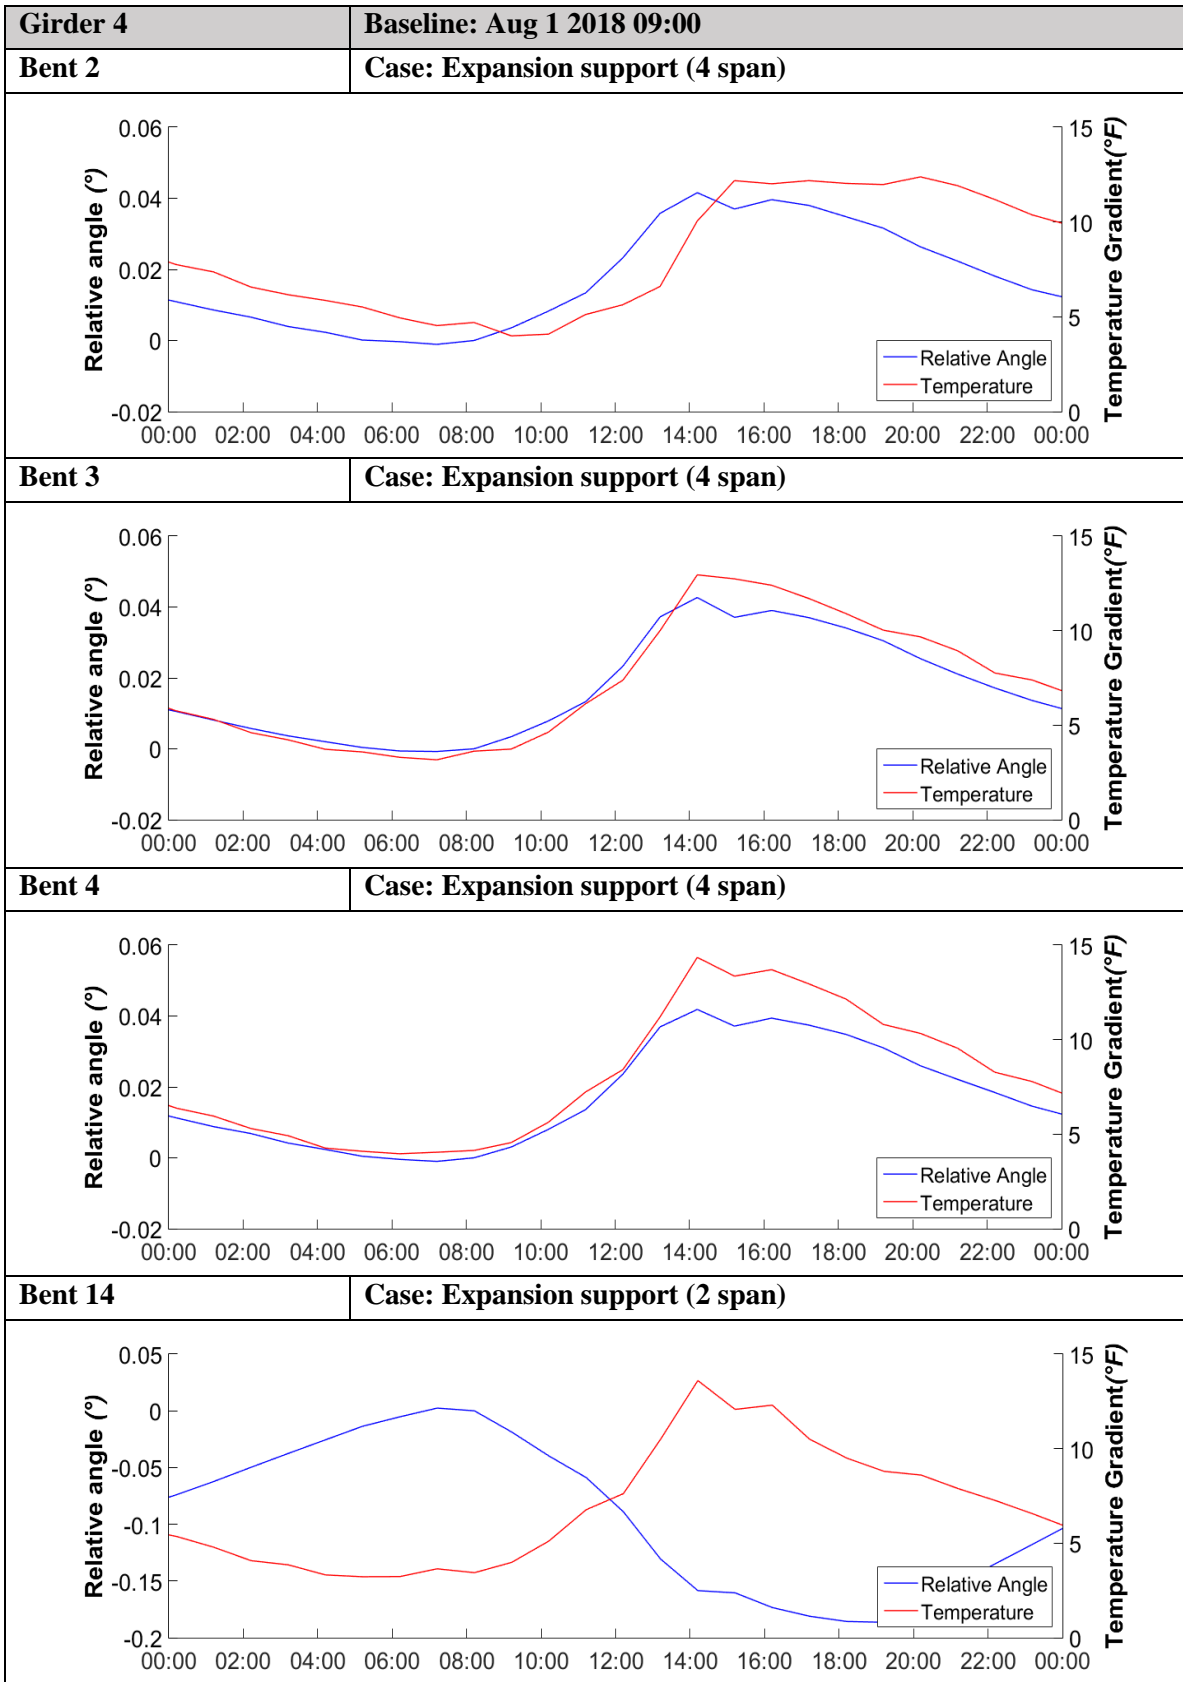 Girder 4 Baseline: Aug 1 2018 09:00
Bent 2 Case: Expansion support (4 span)
0.06
0.04
0.02
0
-0.02
Relative angle (°)
15
10
5
0
Temperature Gradient(°F)
Relative Angle
Temperature
00:00 02:00 04:00 06:00 08:00 10:00 12:00 14:00 16:00 18:00 20:00 22:00 00:00
Bent 3 Case: Expansion support (4 span)
0.06
0.04
0.02
0
-0.02
Relative angle (°)
15
10
5
0
Temperature Gradient(°F)
Relative Angle
Temperature
00:00 02:00 04:00 06:00 08:00 10:00 12:00 14:00 16:00 18:00 20:00 22:00 00:00
Bent 4 Case: Expansion support (4 span)
0.06
0.04
0.02
0
-0.02
Relative angle (°)
15
10
5
0
Temperature Gradient(°F)
Relative Angle
Temperature
00:00 02:00 04:00 06:00 08:00 10:00 12:00 14:00 16:00 18:00 20:00 22:00 00:00
Bent 14 Case: Expansion support (2 span)
0.05
0
-0.05
-0.1
-0.15
-0.2
Relative angle (°)
15
10
5
0
Temperature Gradient(°F)
Relative Angle
Temperature
00:00 02:00 04:00 06:00 08:00 10:00 12:00 14:00 16:00 18:00 20:00 22:00 00:00